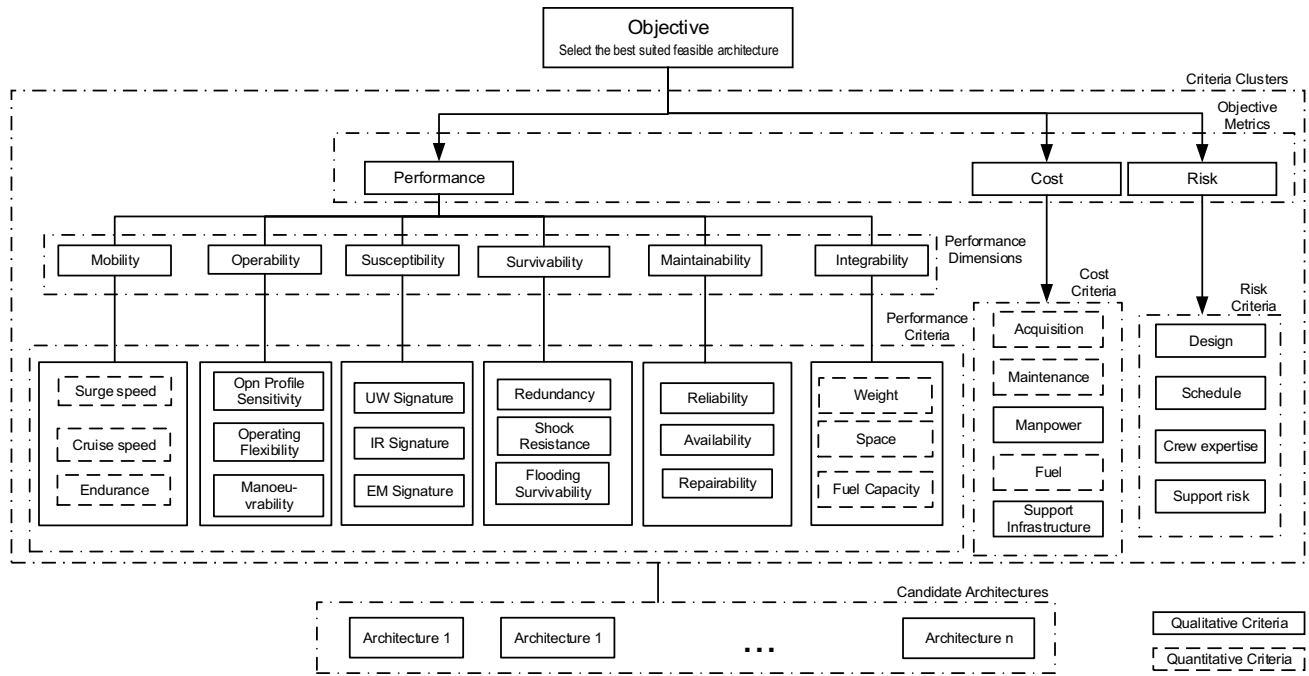 Objective
Select the best suited feasible architecture
Criteria Clusters
Objective
Metrics
Performance
Cost
Risk
Performance
Dimensions
Mobility
Operability
Susceptibility
Survivability
Maintainability
Integrability
Cost
Criteria
Risk
Criteria
Performance
Criteria
Surge speed
Cruise speed
Endurance
Opn Profile
Sensitivity
Operating
Flexibility
Manoeu-
vrability
UW Signature
IR Signature
EM Signature
Redundancy
Shock
Resistance
Flooding
Survivability
Reliability
Availability
Repairability
Weight
Space
Fuel Capacity
Acquisition
Maintenance
Manpower
Fuel
Support
Infrastructure
Design
Schedule
Crew expertise
Support risk
Candidate Architectures
Architecture 1
Architecture 1
...
Architecture n
Qualitative Criteria
Quantitative Criteria